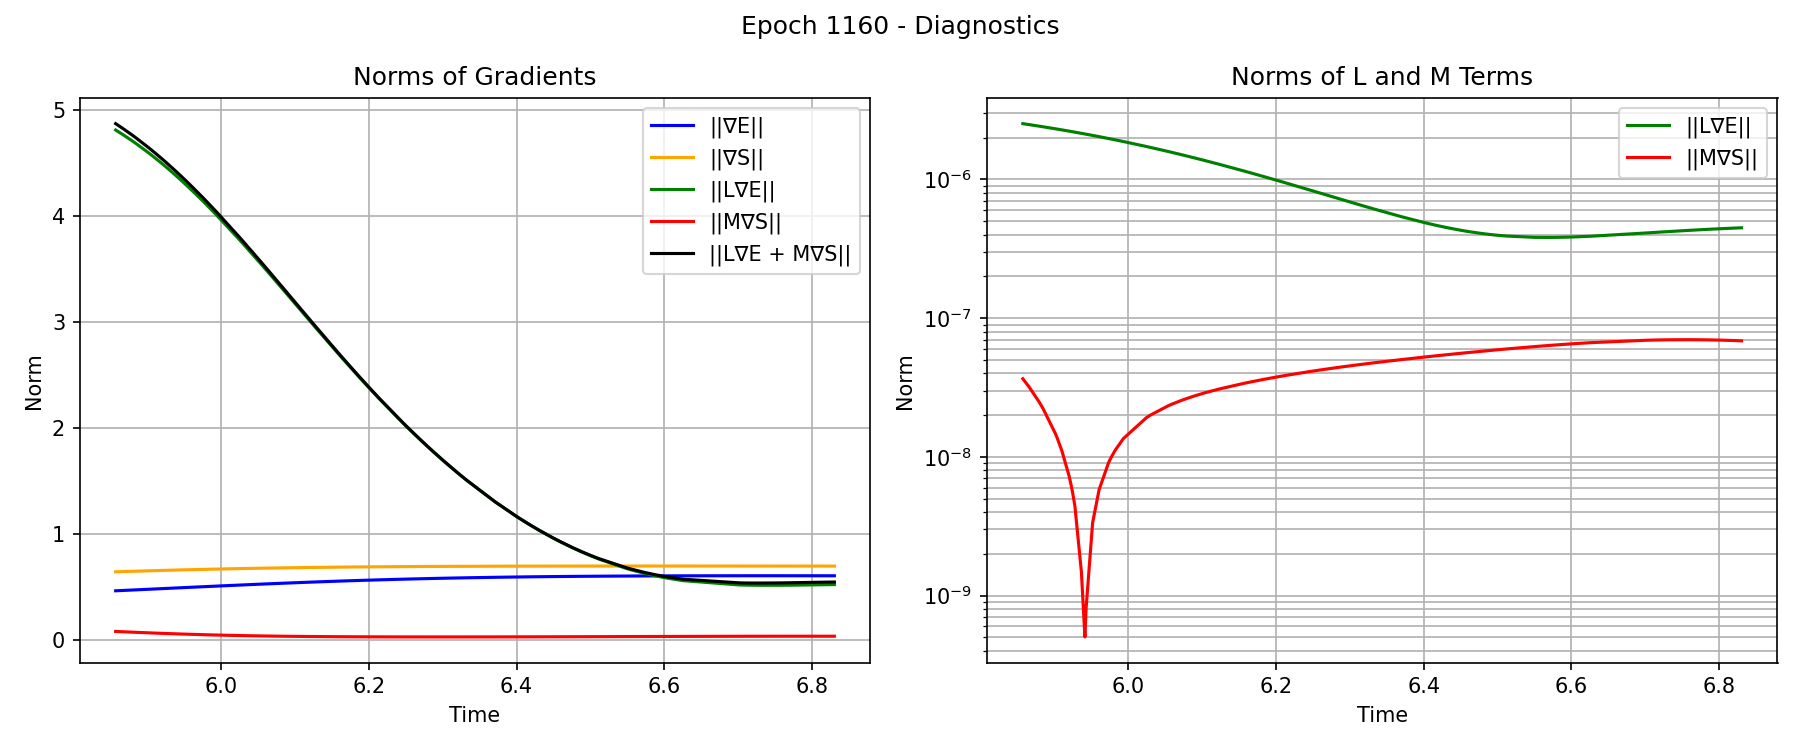 Epoch 1160 - Diagnostics
Norms of Gradients
5
4
3
2
1
0
Norm
6.0 6.2 6.4 6.6 6.8
Time
||∇E||
||∇S||
||L∇E||
||M∇S||
||L∇E + M∇S||
Norms of L and M Terms
10⁻⁶
10⁻⁷
10⁻⁸
10⁻⁹
Norm
6.0 6.2 6.4 6.6 6.8
Time
||L∇E||
||M∇S||